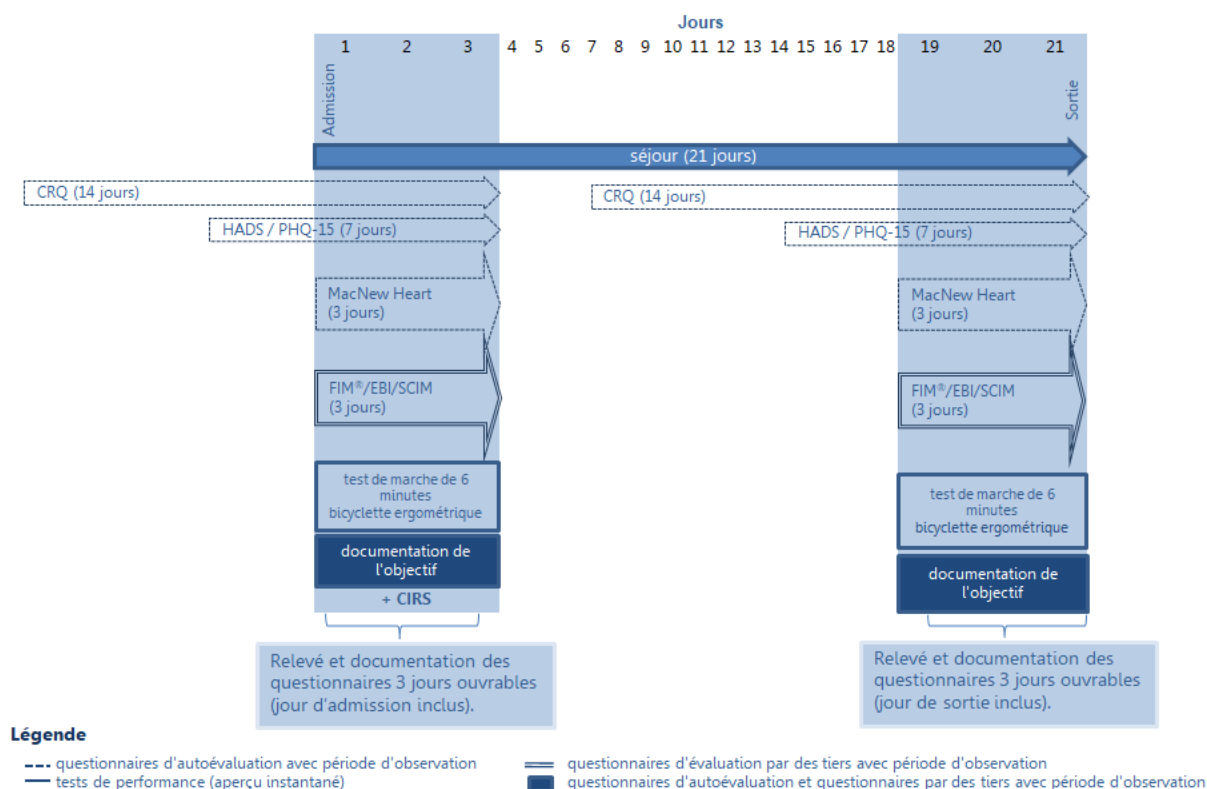 Jours
1 2 3 4 5 6 7 8 9 10 11 12 13 14 15 16 17 18 19 20 21
Admission
Sortie
séjour (21 jours)
CRQ (14 jours)
CRQ (14 jours)
HADS / PHQ-15 (7 jours)
HADS / PHQ-15 (7 jours)
MacNew Heart
(3 jours)
MacNew Heart
(3 jours)
FIM®/EBI/SCIM
(3 jours)
FIM®/EBI/SCIM
(3 jours)
test de marche de 6
minutes
bicyclette ergométrique
test de marche de 6
minutes
bicyclette ergométrique
documentation de
l'objectif
+ CIRS
documentation de
l'objectif
Relevé et documentation des
questionnaires 3 jours ouvrables
(jour d'admission inclus).
Relevé et documentation des
questionnaires 3 jours ouvrables
(jour de sortie inclus).
Légende
questionnaires d'autoévaluation avec période d'observation
tests de performance (aperçu instantané)
questionnaires d'évaluation par des tiers avec période d'observation
questionnaires d'autoévaluation et questionnaires par des tiers avec période d'observation